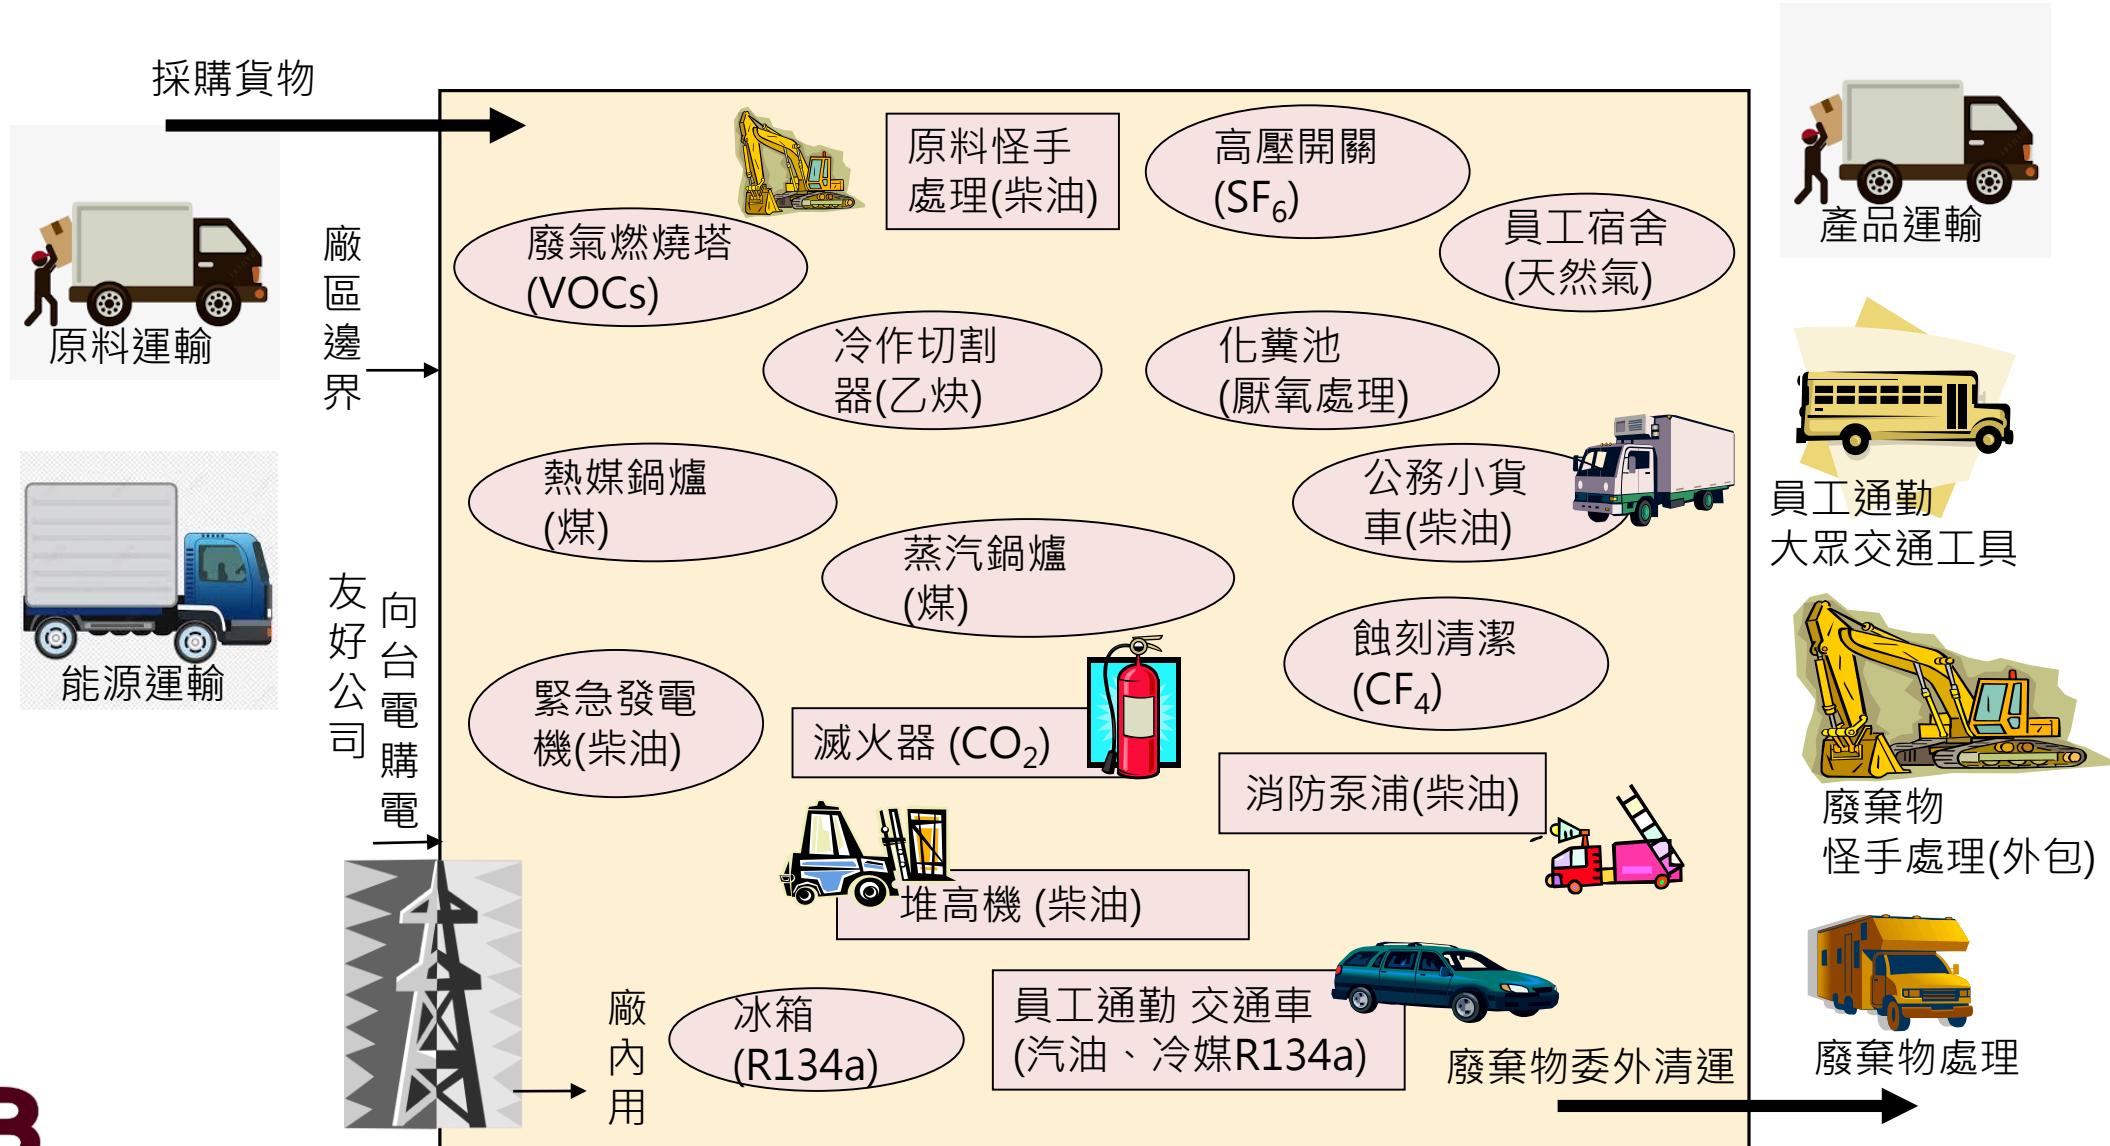 採購貨物
原料運輸
能源運輸
廠區邊界
友好公司
向台電購電
原料怪手
處理(柴油)
高壓開關
(SF₆)
員工宿舍
(天然氣)
廢氣燃燒塔
(VOCs)
冷作切割
器(乙炔)
化糞池
(厭氧處理)
熱媒鍋爐
(煤)
公務小貨
車(柴油)
蒸汽鍋爐
(煤)
蝕刻清潔
(CF₄)
緊急發電
機(柴油)
滅火器 (CO₂)
消防泵浦(柴油)
堆高機 (柴油)
廠內用
冰箱
(R134a)
員工通勤 交通車
(汽油、冷媒R134a)
廢棄物委外清運
產品運輸
員工通勤
大眾交通工具
廢棄物
怪手處理(外包)
廢棄物處理